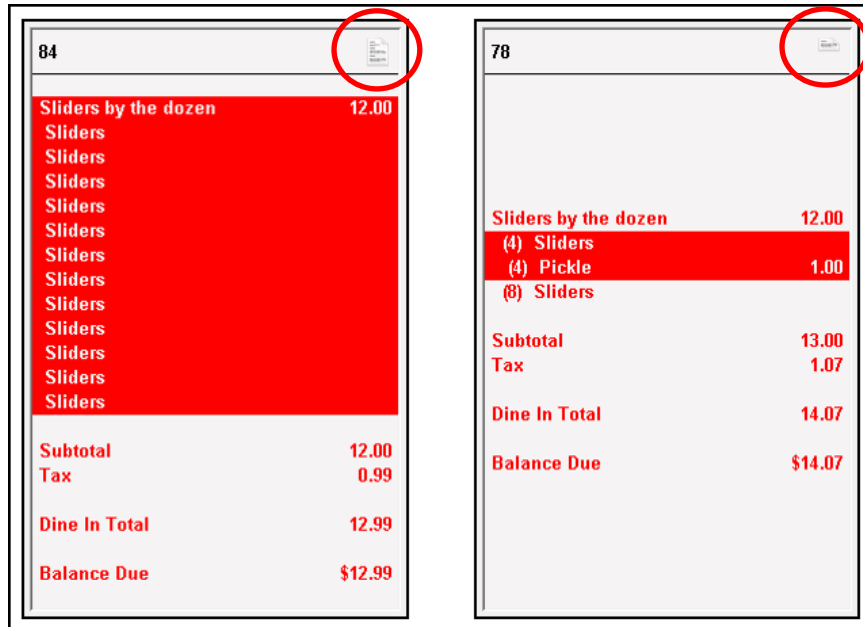 84
Sliders by the dozen 12.00
Sliders
Sliders
Sliders
Sliders
Sliders
Sliders
Sliders
Sliders
Sliders
Sliders
Sliders
Sliders
Subtotal 12.00
Tax 0.99
Dine In Total 12.99
Balance Due $12.99
78
Sliders by the dozen 12.00
(4) Sliders
(4) Pickle 1.00
(8) Sliders
Subtotal 13.00
Tax 1.07
Dine In Total 14.07
Balance Due $14.07